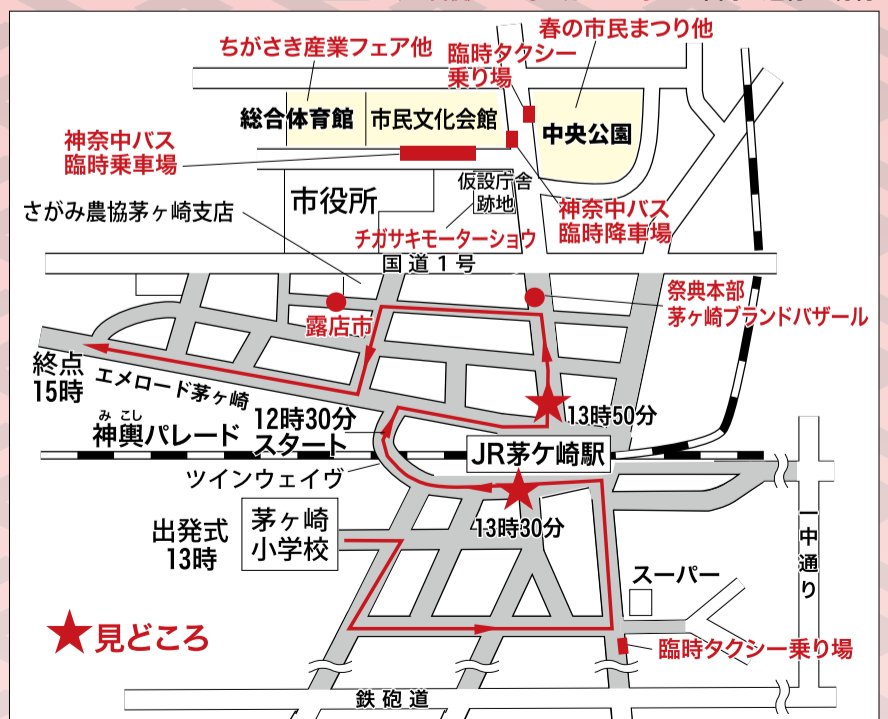 春の市民まつり他
ちがさき産業フェア他
臨時タクシー
乗り場
総合体育館
市民文化会館
中央公園
神奈中バス
臨時乗車場
市役所
仮設庁舎
跡地
神奈中バス
臨時降車場
さがみ農協茅ヶ崎支店
チガサキモーターショウ
国道1号
祭典本部
茅ヶ崎ブランドバザール
露店市
終点
15時
エメロード茅ヶ崎
12時30分
スタート
み こし
神輿パレード
13時50分
JR茅ケ崎駅
ツインウェイヴ
出発式
13時
茅ヶ崎
小学校
13時30分
一中通り
スーパー
見どころ
臨時タクシー乗り場
鉄砲道